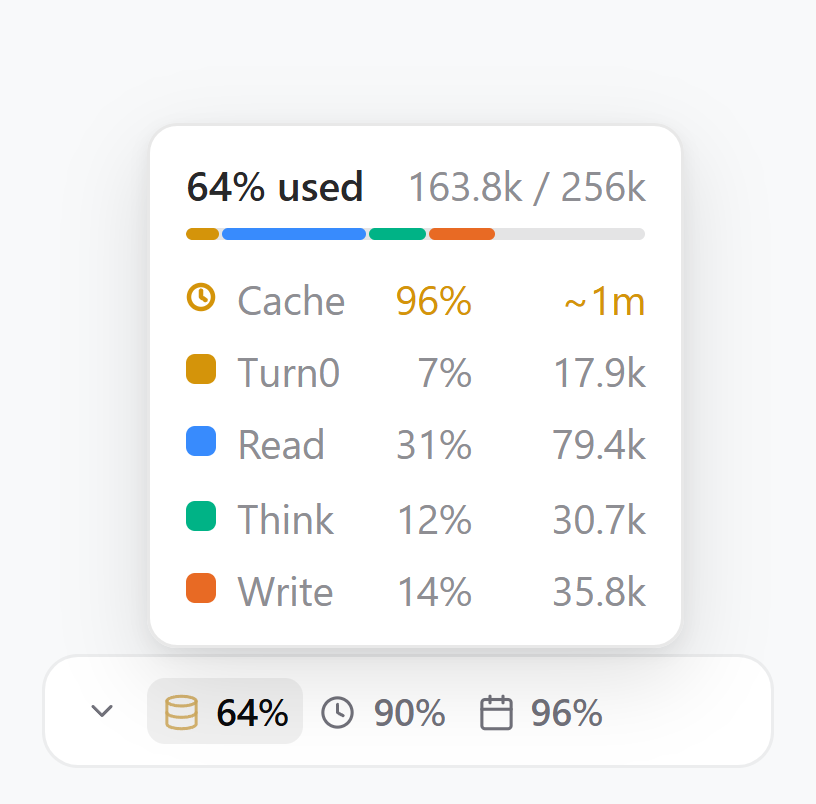 64% used 163.8k / 256k
Cache 96% ~1m
Turn0 7% 17.9k
Read 31% 79.4k
Think 12% 30.7k
Write 14% 35.8k
64% 90% 96%